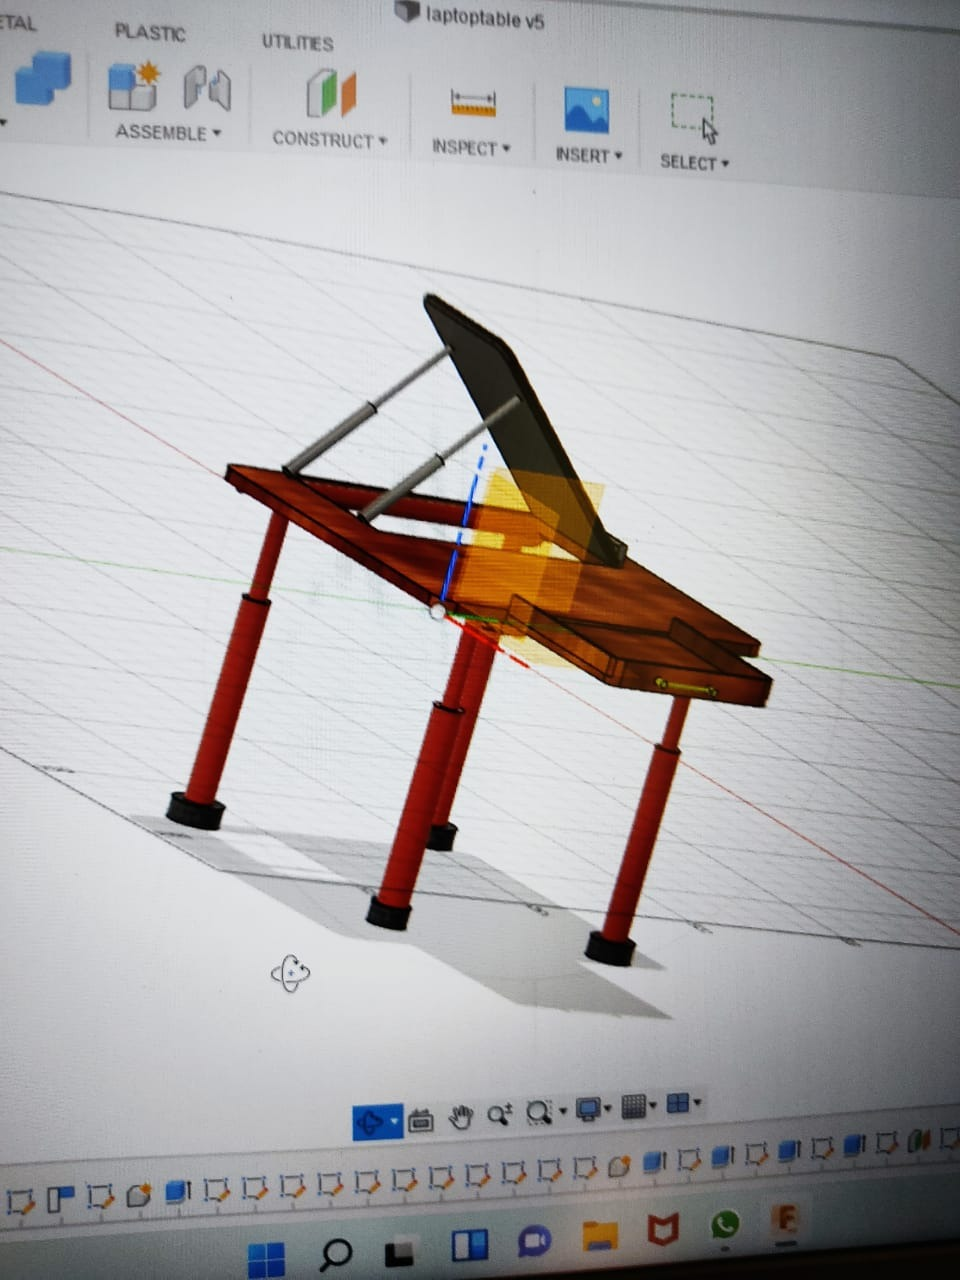 laptoptable v5
ETAL
PLASTIC
UTILITIES
ASSEMBLE
CONSTRUCT
INSPECT
INSERT
SELECT